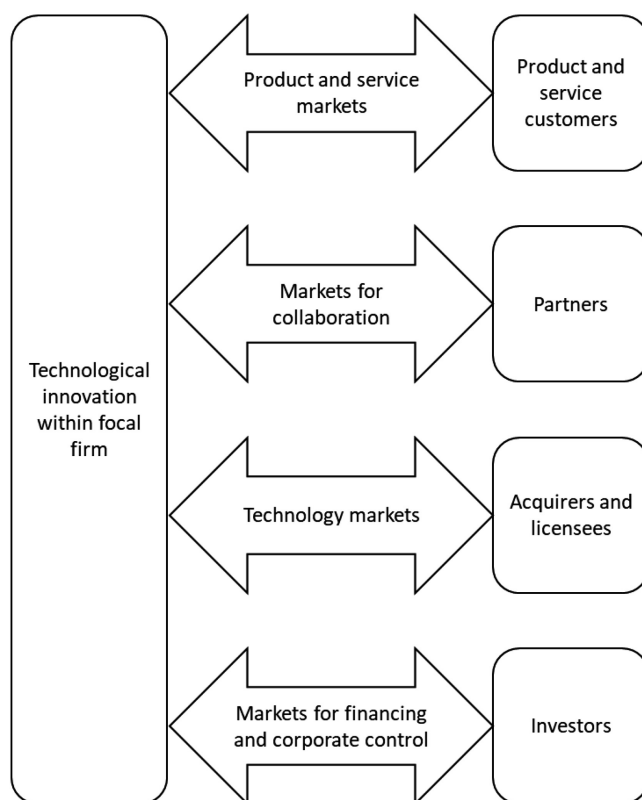 Technological
innovation
within focal
firm
Product and service
markets
Product and
service
customers
Markets for
collaboration
Partners
Technology markets
Acquirers and
licensees
Markets for financing
and corporate control
Investors